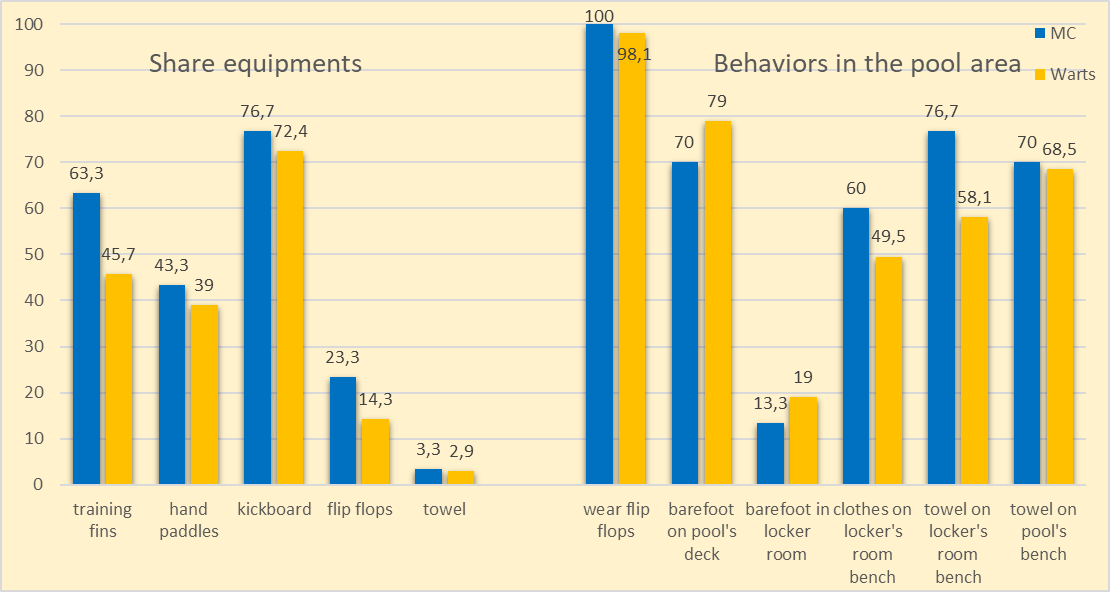 Share equipments
Behaviors in the pool area
MC
Warts
100
90
80
70
60
50
40
30
20
10
0
63,3
45,7
43,3
39
76,7
72,4
23,3
14,3
3,3
2,9
100
98,1
70
79
13,3
19
60
49,5
76,7
58,1
70
68,5
training
fins
hand
paddles
kickboard
flip flops
towel
wear flip
flops
barefoot
on pool's
deck
barefoot in
locker
room
clothes on
locker's
room
bench
towel on
locker's
room
bench
towel on
pool's
bench